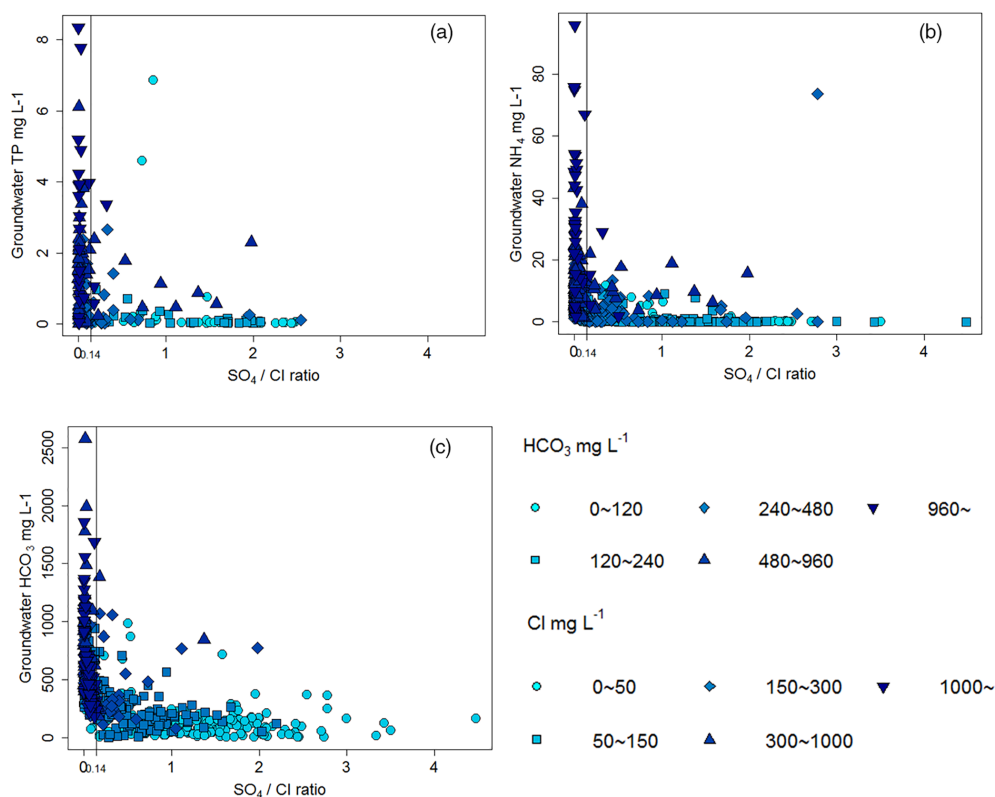 (a)
Groundwater TP mg L-1
8
6
4
2
0
0 0.14 1 2 3 4
SO4 / Cl ratio
(b)
Groundwater NH4 mg L-1
80
60
40
20
0
0 0.14 1 2 3 4
SO4 / Cl ratio
(c)
Groundwater HCO3 mg L-1
2500
2000
1500
1000
500
0
0 0.14 1 2 3 4
SO4 / Cl ratio
HCO3 mg L-1
0~120 240~480 960~
120~240 480~960
Cl mg L-1
0~50 150~300 1000~
50~150 300~1000